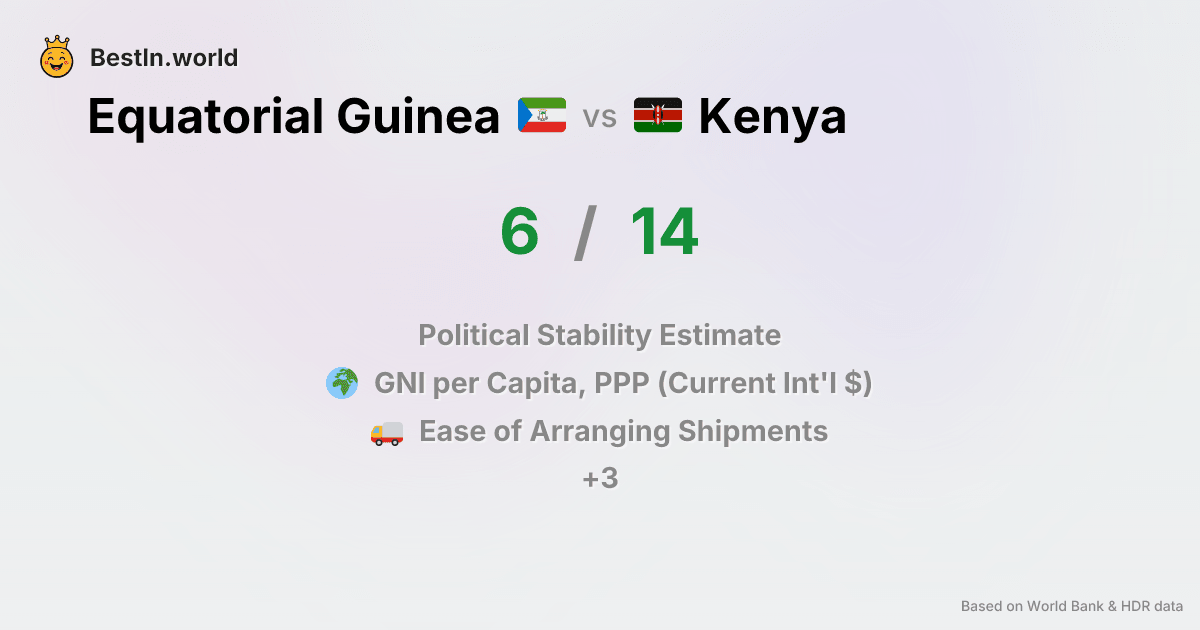 BestIn.world
Equatorial Guinea vs Kenya
6 / 14
Political Stability Estimate
GNI per Capita, PPP (Current Int'l $)
Ease of Arranging Shipments
+3
Based on World Bank & HDR data